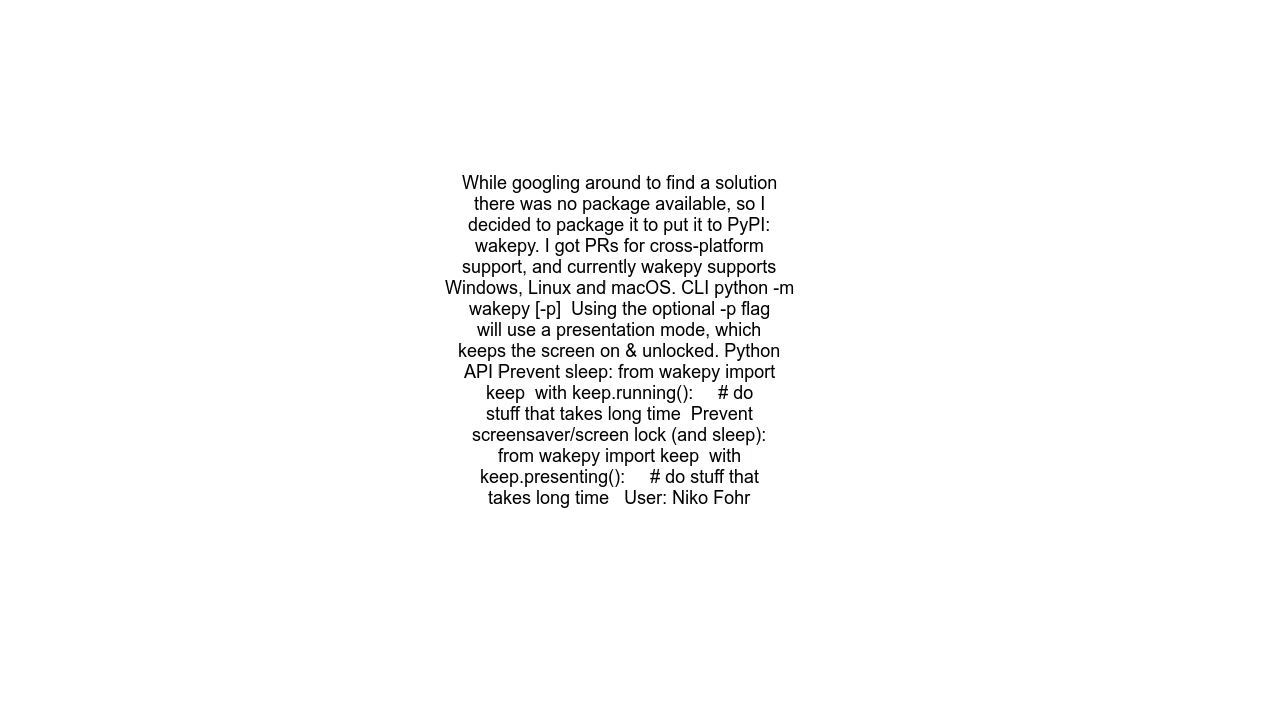 While googling around to find a solution
there was no package available, so I
decided to package it to put it to PyPI:
wakepy. I got PRs for cross-platform
support, and currently wakepy supports
Windows, Linux and macOS. CLI python -m
wakepy [-p]  Using the optional -p flag
will use a presentation mode, which
keeps the screen on & unlocked. Python
API Prevent sleep: from wakepy import
keep  with keep.running():     # do
stuff that takes long time  Prevent
screensaver/screen lock (and sleep):
from wakepy import keep  with
keep.presenting():     # do stuff that
takes long time   User: Niko Fohr